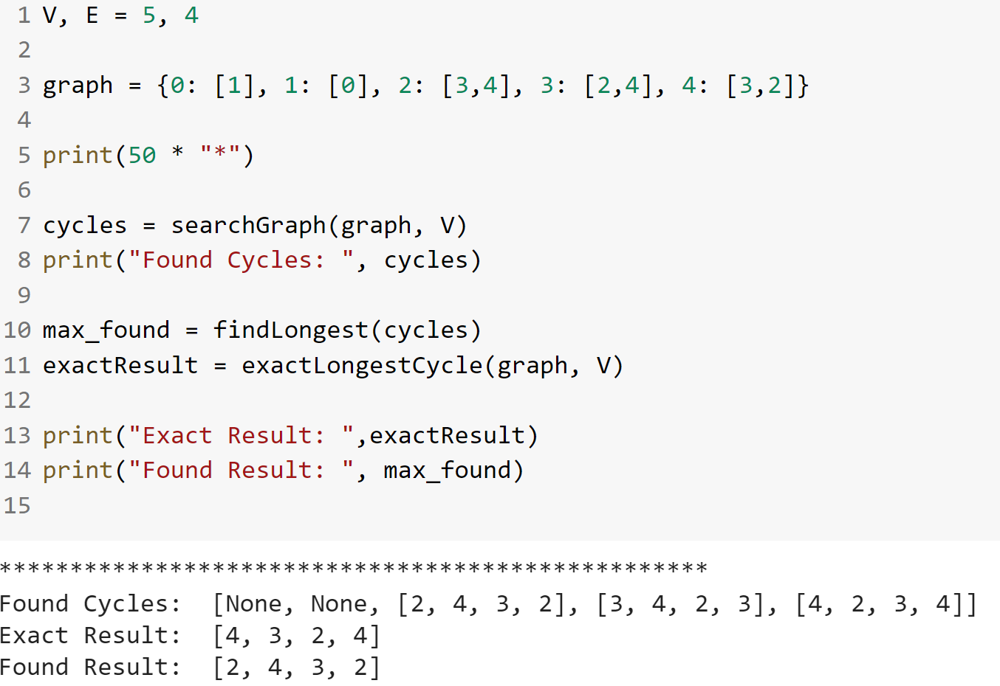 1 V, E = 5, 4
2
3 graph = {0: [1], 1: [0], 2: [3,4], 3: [2,4], 4: [3,2]}
4
5 print(50 * "*")
6
7 cycles = searchGraph(graph, V)
8 print("Found Cycles: ", cycles)
9
10 max_found = findLongest(cycles)
11 exactResult = exactLongestCycle(graph, V)
12
13 print("Exact Result: ",exactResult)
14 print("Found Result: ", max_found)
15
**************************************************
Found Cycles:  [None, None, [2, 4, 3, 2], [3, 4, 2, 3], [4, 2, 3, 4]]
Exact Result:  [4, 3, 2, 4]
Found Result:  [2, 4, 3, 2]